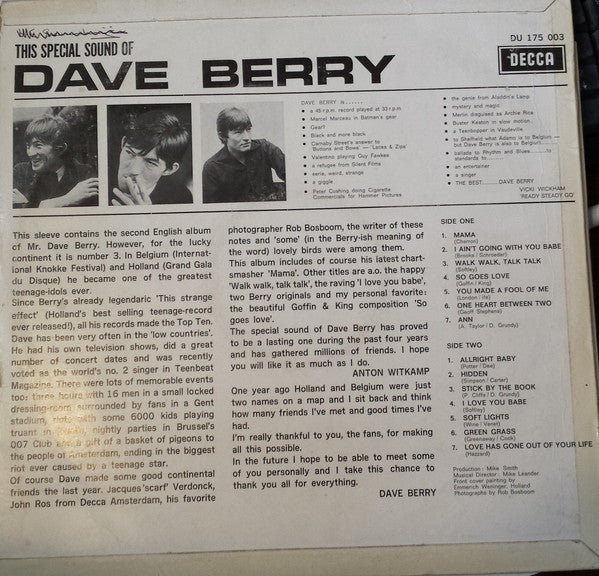 DU 175 003
THIS SPECIAL SOUND OF
DAVE BERRY
DECCA
DAVE BERRY is......
a 45 r.p.m. record played at 33 r.p.m.
Marcel Marceau in Batman's gear
Gear!!
Black and more black
Carnaby Street's answer to
'Buttons and Bows' — 'Laces & Zips'
Valentino playing Guy Fawkes
a refugee from Silent Films
eerie, weird, strange
a giggle
Peter Cushing doing Cigarette
Commercials for Hammer Pictures
the genie from Aladdin's Lamp
mystery and magic
Merlin disguised as Archie Rice
Buster Keaton in slow motion
a Teenbopper in Vaudeville
to Sheffield what Adamo is to Belgium —
but Dave Berry is also to Belgium!
ballads to Rhythm and Blues
standards to
an entertainer
a singer
THE BEST......DAVE BERRY
VICKI WICKHAM
'READY STEADY GO'
This sleeve contains the second English album
of Mr. Dave Berry. However, for the lucky
continent it is number 3. In Belgium (Internat-
ional Knokke Festival) and Holland (Grand Gala
du Disque) he became one of the greatest
teenage-idols ever.
Since Berry's already legendaric 'This strange
effect' (Holland's best selling teenage-record
ever released!), all his records made the Top Ten.
Dave has been very often in the 'low countries'.
He had his own television shows, did a great
number of concert dates and was recently
voted as the world's no. 2 singer in Teenbeat
Magazine. There were lots of memorable events
too: three hours with 16 men in a small locked
dressing-room surrounded by fans in a Gent
stadium, with some 6000 kids playing
truant in nightly parties in Brussel's
007 Club and a gift of a basket of pigeons to
the people of Amsterdam, ending in the biggest
riot ever caused by a teenage star.
Of course Dave made some good continental
friends the last year. Jacques 'scarf' Verdonck,
John Ros from Decca Amsterdam, his favorite
photographer Rob Bosboom, the writer of these
notes and 'some' (in the Berry-ish meaning of
the word) lovely birds were among them.
This album includes of course his latest chart-
smasher 'Mama'. Other titles are a.o. the happy
'Walk walk, talk talk', the raving 'I love you babe',
two Berry originals and my personal favorite:
the beautiful Goffin & King composition 'So
goes love'.
The special sound of Dave Berry has proved
to be a lasting one during the past four years
and has gathered millions of friends. I hope
you will like it as much as I do.
ANTON WITKAMP
One year ago Holland and Belgium were just
two names on a map and I sit back and think
how many friends I've met and good times I've
had.
I'm really thankful to you, the fans, for making
all this possible.
In the future I hope to be able to meet some
of you personally and I take this chance to
thank you all for everything.
DAVE BERRY
SIDE ONE
1. MAMA
(Charron)
2. I AIN'T GOING WITH YOU BABE
(Brooks / Schroeder)
3. WALK WALK, TALK TALK
(Softley)
4. SO GOES LOVE
(Goffin / King)
5. YOU MADE A FOOL OF ME
(London / Ife)
6. ONE HEART BETWEEN TWO
(Geoff Stephens)
7. ANN
(A. Taylor / D. Grundy)
SIDE TWO
1. ALLRIGHT BABY
(Potter / Dee)
2. HIDDEN
(Simpson / Carter)
3. STICK BY THE BOOK
(P. Cliffe / D. Grundy)
4. I LOVE YOU BABE
(Softley)
5. SOFT LIGHTS
(Wine / Venet)
6. GREEN GRASS
(Greenaway / Cook)
7. LOVE HAS GONE OUT OF YOUR LIFE
(Hazzard)
Production : Mike Smith
Musical Director : Mike Leander
Front cover painting by
Emmerich Weninger, Holland
Photographs by Rob Bosboom